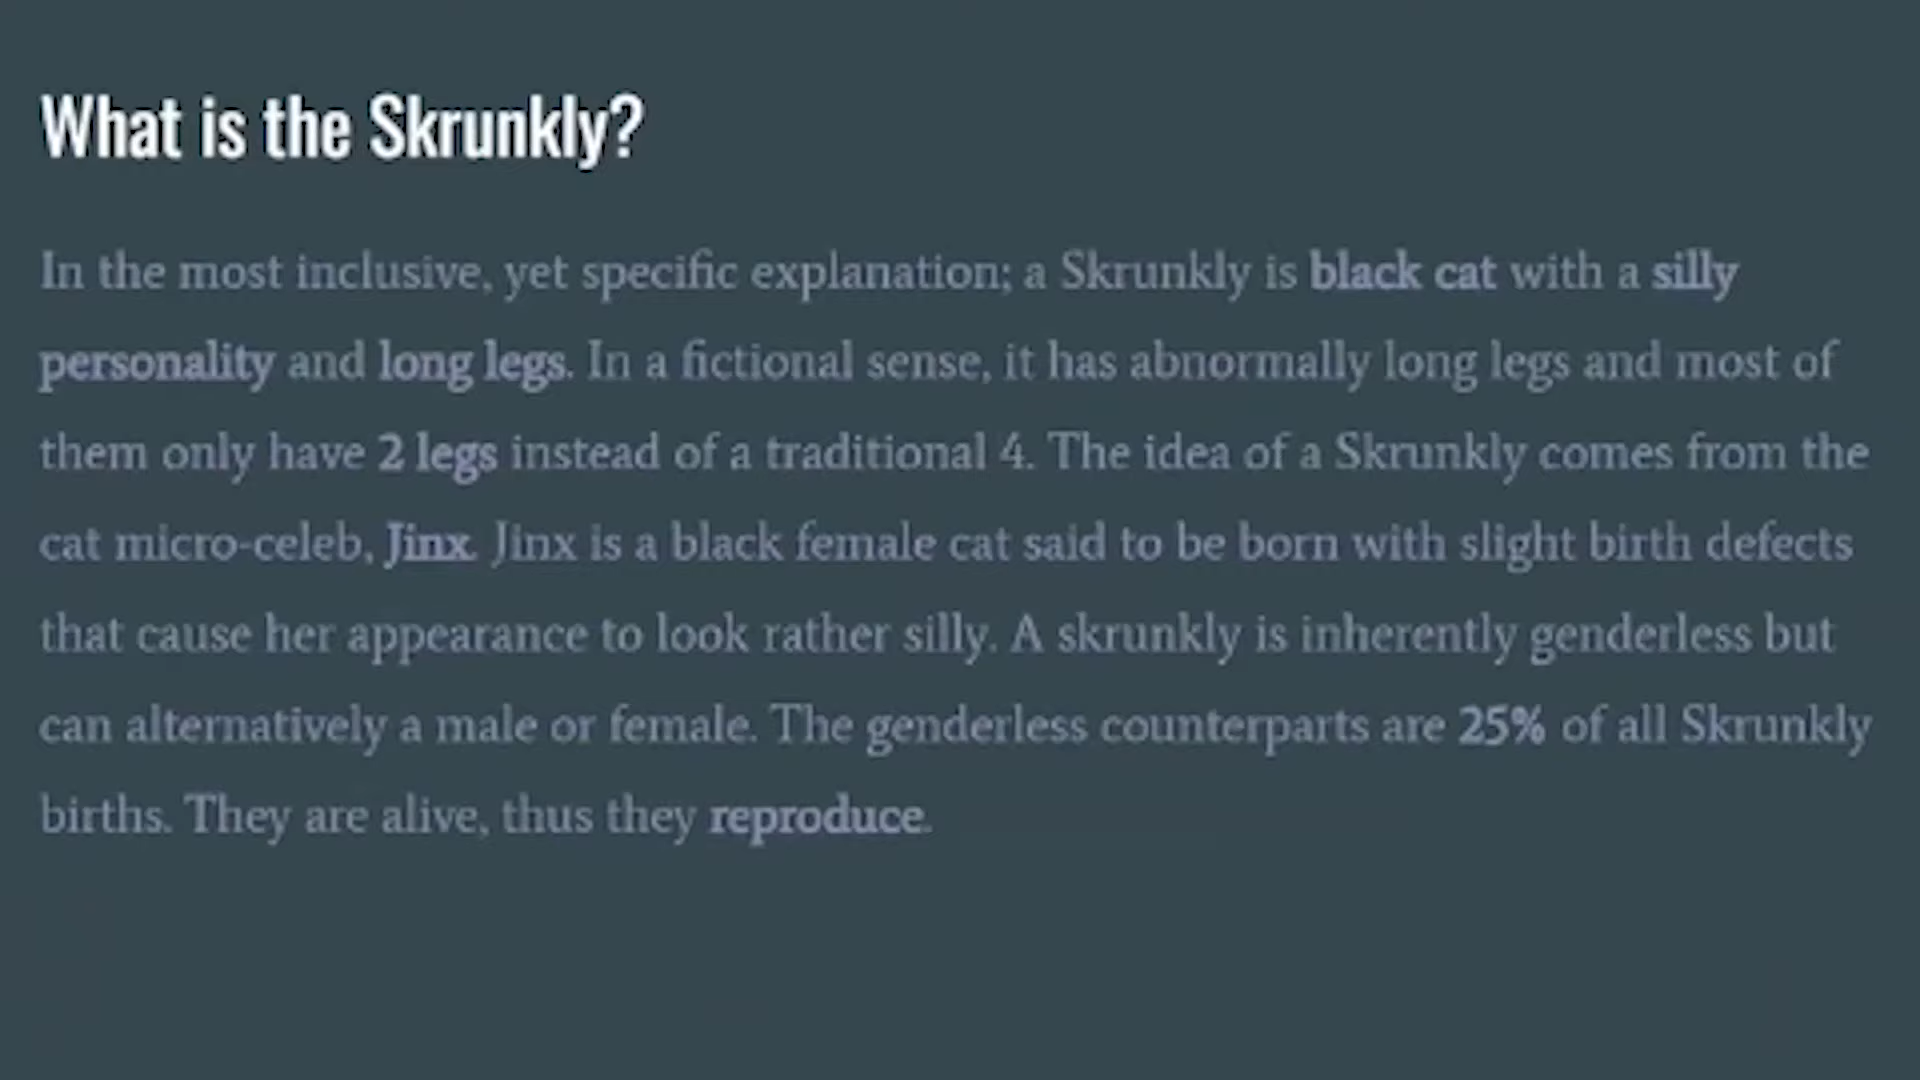 What is the Skrunkly?
In the most inclusive, yet specific explanation; a Skrunkly is black cat with a silly
personality and long legs. In a fictional sense, it has abnormally long legs and most of
them only have 2 legs instead of a traditional 4. The idea of a Skrunkly comes from the
cat micro-celeb, Jinx. Jinx is a black female cat said to be born with slight birth defects
that cause her appearance to look rather silly. A skrunkly is inherently genderless but
can alternatively a male or female. The genderless counterparts are 25% of all Skrunkly
births. They are alive, thus they reproduce.